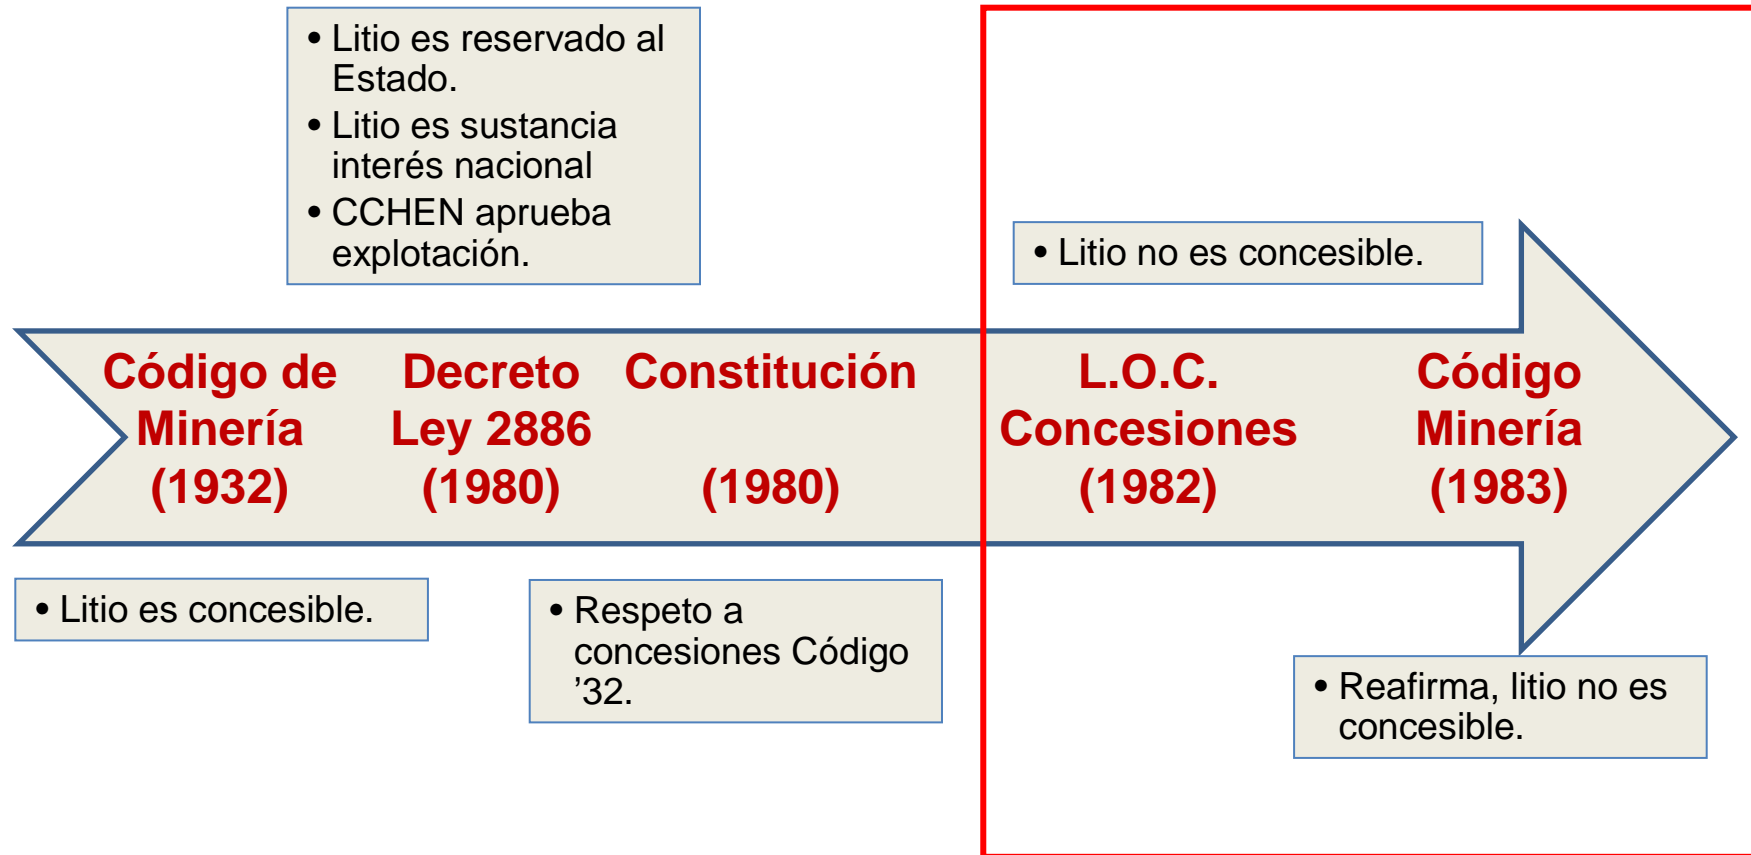 • Litio es reservado al
Estado.
• Litio es sustancia
interés nacional
• CCHEN aprueba
explotación.
• Litio no es concesible.
Código de
Minería
(1932)
Decreto
Ley 2886
(1980)
Constitución
(1980)
L.O.C.
Concesiones
(1982)
Código
Minería
(1983)
• Litio es concesible.
• Respeto a
concesiones Código
’32.
• Reafirma, litio no es
concesible.